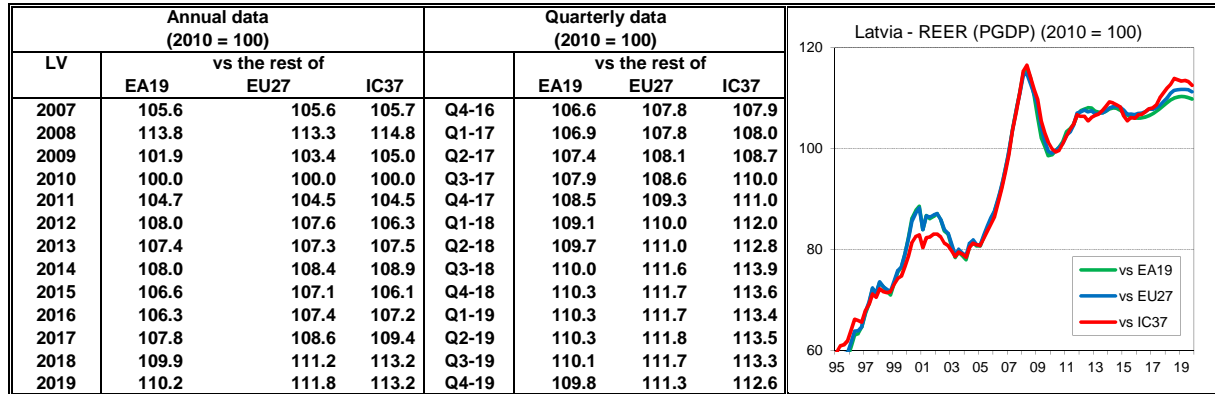 Annual data
(2010 = 100)
Quarterly data
(2010 = 100)
LV vs the rest of vs the rest of
EA19 EU27 IC37 EA19 EU27 IC37
2007 105.6 105.6 105.7 Q4-16 106.6 107.8 107.9
2008 113.8 113.3 114.8 Q1-17 106.9 107.8 108.0
2009 101.9 103.4 105.0 Q2-17 107.4 108.1 108.7
2010 100.0 100.0 100.0 Q3-17 107.9 108.6 110.0
2011 104.7 104.5 104.5 Q4-17 108.5 109.3 111.0
2012 108.0 107.6 106.3 Q1-18 109.1 110.0 112.0
2013 107.4 107.3 107.5 Q2-18 109.7 111.0 112.8
2014 108.0 108.4 108.9 Q3-18 110.0 111.6 113.9
2015 106.6 107.1 106.1 Q4-18 110.3 111.7 113.6
2016 106.3 107.4 107.2 Q1-19 110.3 111.7 113.4
2017 107.8 108.6 109.4 Q2-19 110.3 111.8 113.5
2018 109.9 111.2 113.2 Q3-19 110.1 111.7 113.3
2019 110.2 111.8 113.2 Q4-19 109.8 111.3 112.6
Latvia - REER (PGDP) (2010 = 100)
120
100
80
60
vs EA19
vs EU27
vs IC37
95 97 99 01 03 05 07 09 11 13 15 17 19